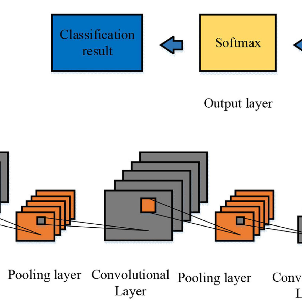 Classification
result
Softmax
Output layer
Pooling layer
Convolutional
Layer
Pooling layer